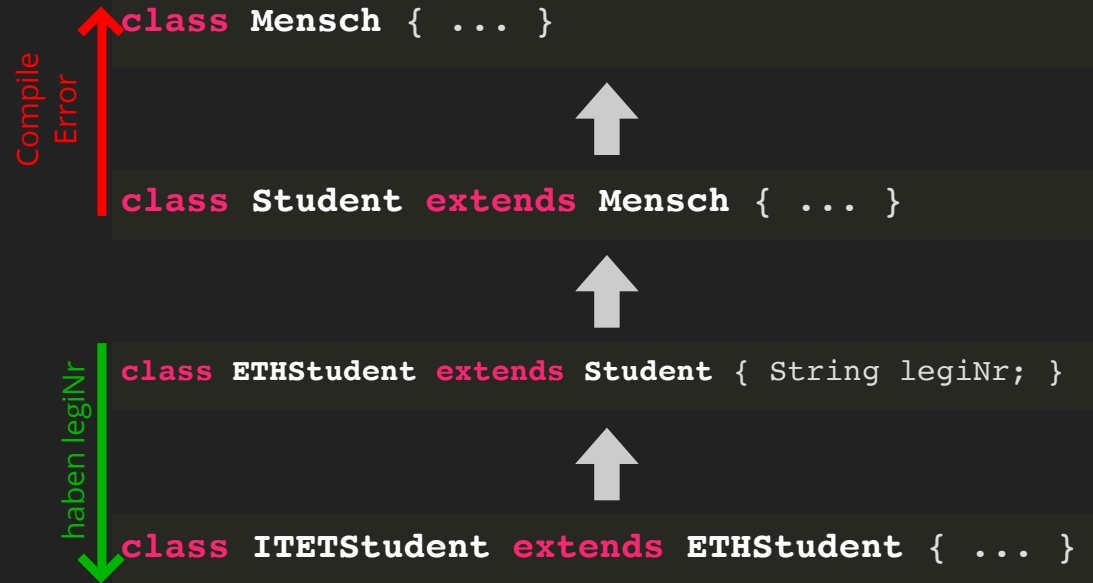 class Mensch { ... }
Compile
Error
class Student extends Mensch { ... }
class ETHStudent extends Student { String legiNr; }
haben legiNr
class ITETStudent extends ETHStudent { ... }